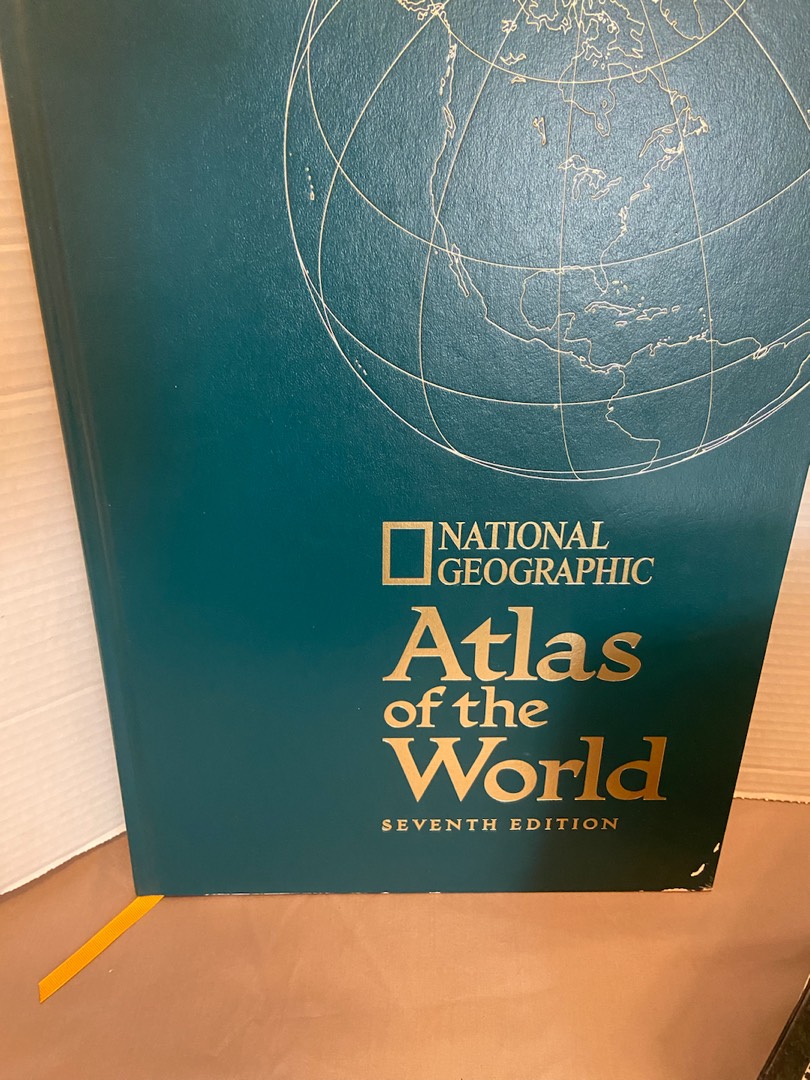 NATIONAL
GEOGRAPHIC
Atlas
of the
World
SEVENTH EDITION